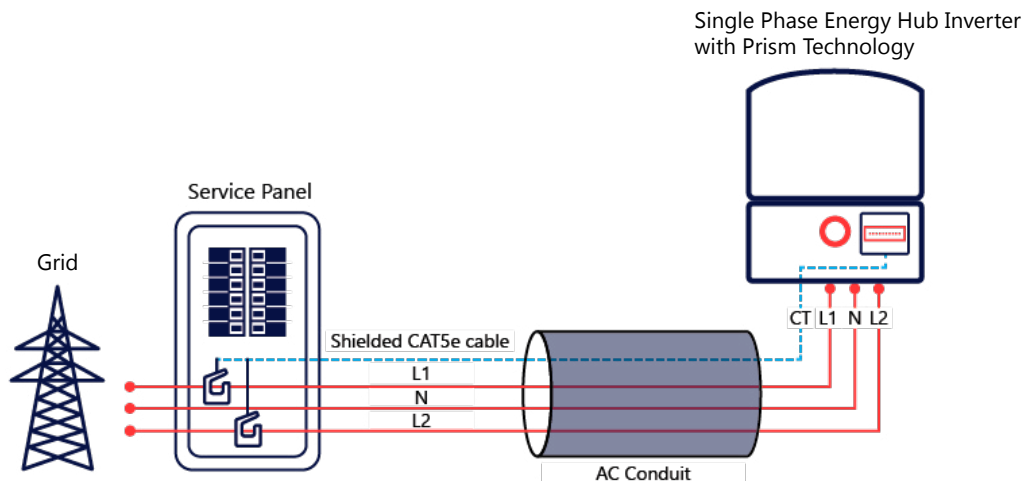 Single Phase Energy Hub Inverter
with Prism Technology
Service Panel
Grid
CT L1 N L2
Shielded CAT5e cable
L1
N
L2
AC Conduit